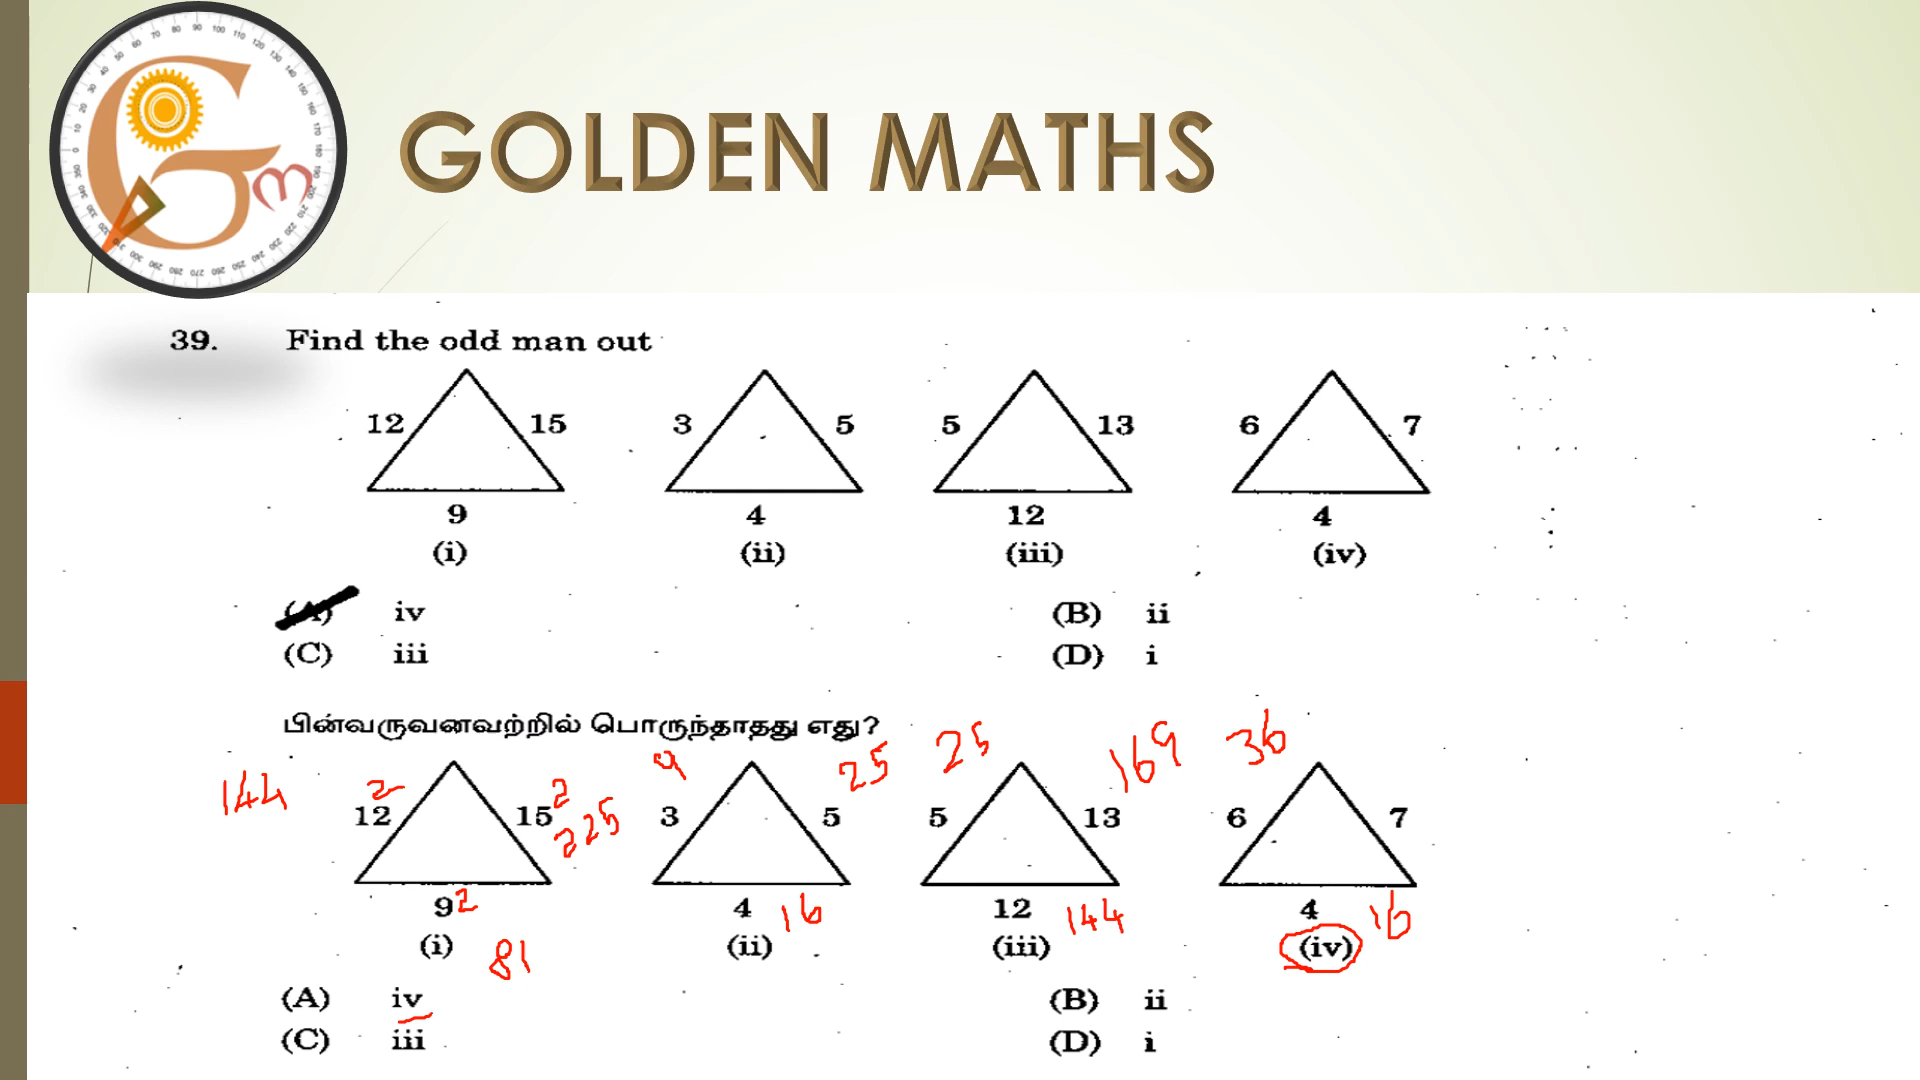 GOLDEN MATHS
39. Find the odd man out
12 15 3 5 5 13 6 7
9 4 12 4
(i) (ii) (iii) (iv)
(A) iv (B) ii
(C) iii (D) i
பின்வருவனவற்றில் பொருந்தாதது எது?
144 2 2 9 25 25 169 36
12 15 225 3 5 5 13 6 7
9 2 4 16 12 144 4 16
(i) 81 (ii) (iii) (iv)
(A) iv (B) ii
(C) iii (D) i